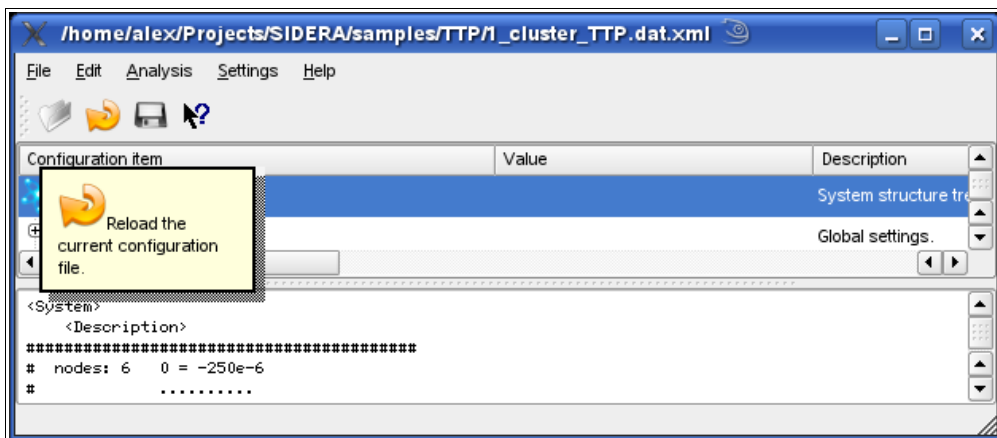 /home/alex/Projects/SIDERA/samples/TTP/1_cluster_TTP.dat.xml
File Edit Analysis Settings Help
Configuration item Value Description
System structure tre
Reload the
current configuration
file.
Global settings.
<System>
<Description>
#########################################
# nodes: 6 0 = -250e-6
# ..........